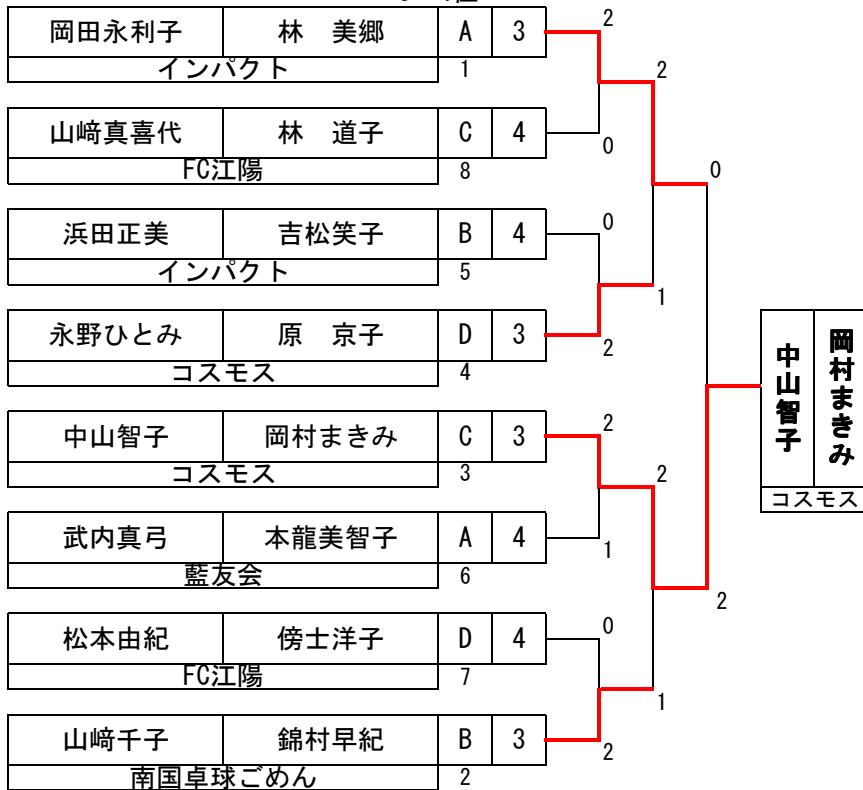 岡田永利子 林 美郷 A 3 2
インパクト 1 2
山﨑真喜代 林 道子 C 4 0
FC江陽 8 0
浜田正美 吉松笑子 B 4 0
インパクト 5 1
永野ひとみ 原 京子 D 3 2
コスモス 4
中山智子 岡村まきみ C 3 2
コスモス 3 2
武内真弓 本龍美智子 A 4 1
藍友会 6 2
松本由紀 傍士洋子 D 4 0
FC江陽 7 1
山﨑千子 錦村早紀 B 3 2
南国卓球ごめん 2
岡村まきみ
中山智子
コスモス